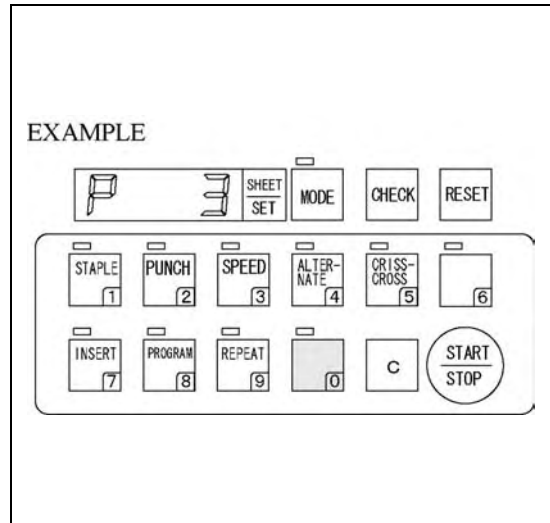 EXAMPLE
P 3 SHEET
SET
MODE
CHECK
RESET
STAPLE
1
PUNCH
2
SPEED
3
ALTER-
NATE
4
CRISS-
CROSS
5
6
INSERT
7
PROGRAM
8
REPEAT
9
0
C
START
STOP